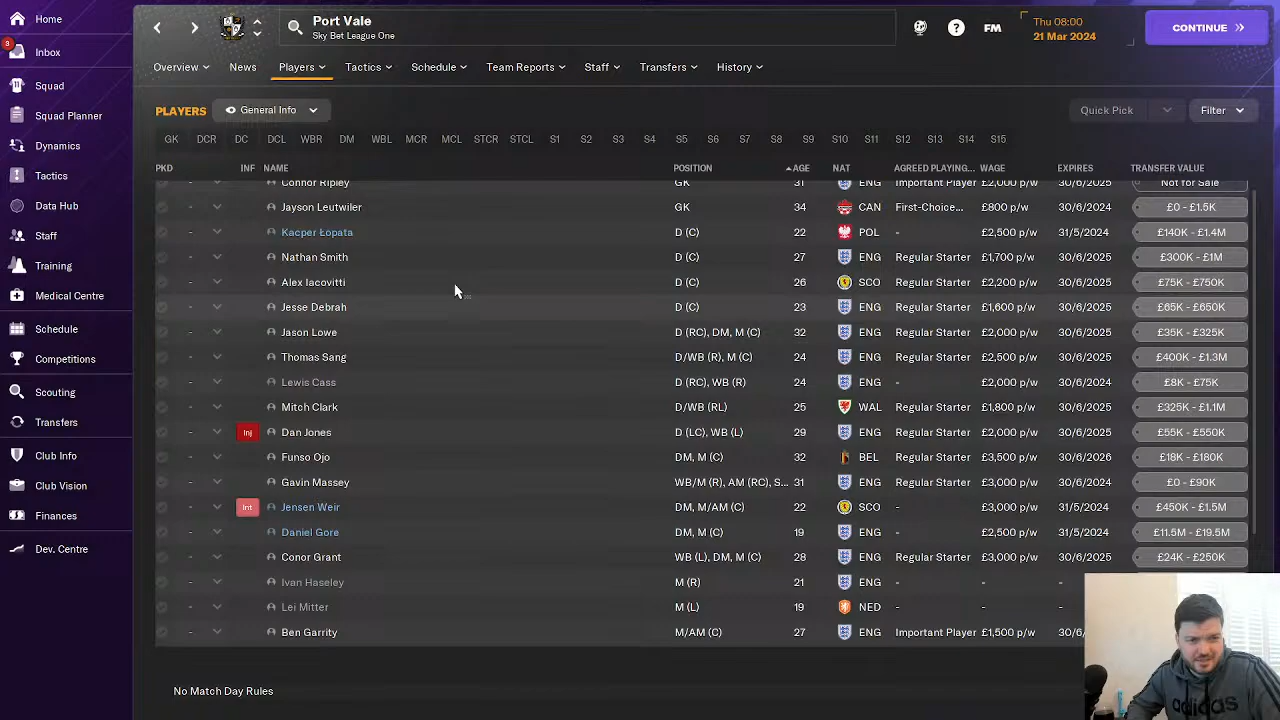 Home
3
Inbox
Squad
Squad Planner
Dynamics
Tactics
Data Hub
Staff
Training
Medical Centre
Schedule
Competitions
Scouting
Transfers
Club Info
Club Vision
Finances
Dev. Centre
Port Vale
Sky Bet League One
?
FM
Thu 08:00
21 Mar 2024
CONTINUE
Overview News Players Tactics Schedule Team Reports Staff Transfers History
PLAYERS General Info Quick Pick Filter
GK DCR DC DCL WBR DM WBL MCR MCL STCR STCL S1 S2 S3 S4 S5 S6 S7 S8 S9 S10 S11 S12 S13 S14 S15
PKD INF NAME POSITION AGE NAT AGREED PLAYING... WAGE EXPIRES TRANSFER VALUE
- Connor Ripley GK 31 ENG Important Player £2,000 p/w 30/6/2025 Not for Sale
- Jayson Leutwiler GK 34 CAN First-Choice... £800 p/w 30/6/2024 £0 - £1.5K
- Kacper Łopata D (C) 22 POL - £2,500 p/w 31/5/2024 £140K - £1.4M
- Nathan Smith D (C) 27 ENG Regular Starter £1,700 p/w 30/6/2025 £300K - £1M
- Alex Iacovitti D (C) 26 SCO Regular Starter £2,200 p/w 30/6/2025 £75K - £750K
- Jesse Debrah D (C) 23 ENG Regular Starter £1,600 p/w 30/6/2025 £65K - £650K
- Jason Lowe D (RC), DM, M (C) 32 ENG Regular Starter £2,000 p/w 30/6/2025 £35K - £325K
- Thomas Sang D/WB (R), M (C) 24 ENG Regular Starter £2,500 p/w 30/6/2025 £400K - £1.3M
- Lewis Cass D (RC), WB (R) 24 ENG - £2,000 p/w 30/6/2024 £8K - £75K
- Mitch Clark D/WB (RL) 25 WAL Regular Starter £1,800 p/w 30/6/2025 £325K - £1.1M
- Inj Dan Jones D (LC), WB (L) 29 ENG Regular Starter £2,000 p/w 30/6/2025 £55K - £550K
- Funso Ojo DM, M (C) 32 BEL Regular Starter £3,500 p/w 30/6/2026 £18K - £180K
- Gavin Massey WB/M (R), AM (RC), S... 31 ENG Regular Starter £3,000 p/w 30/6/2024 £0 - £90K
- Int Jensen Weir DM, M/AM (C) 22 SCO - £3,000 p/w 31/5/2024 £450K - £1.5M
- Daniel Gore DM, M (C) 19 ENG - £2,500 p/w 31/5/2024 £11.5M - £19.5M
- Conor Grant WB (L), DM, M (C) 28 ENG Regular Starter £3,000 p/w 30/6/2025 £24K - £250K
- Ivan Haseley M (R) 21 ENG - - -
- Lei Mitter M (L) 19 NED - - -
- Ben Garrity M/AM (C) 27 ENG Important Player £1,500 p/w 30/6/
No Match Day Rules
adidas